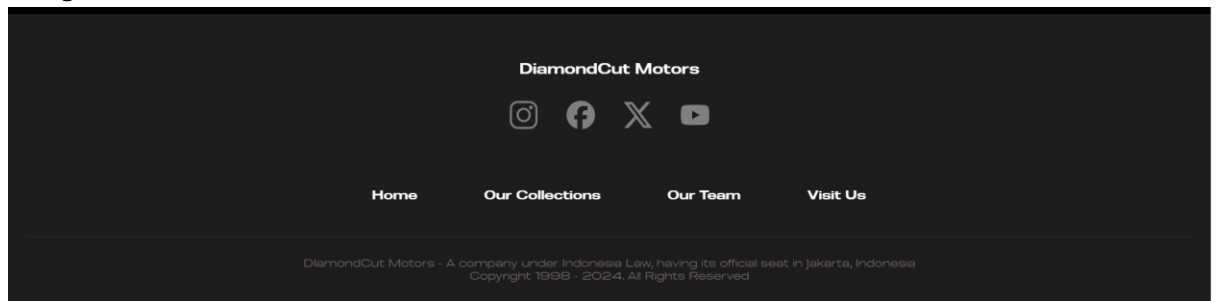 DiamondCut Motors
Home Our Collections Our Team Visit Us
DiamondCut Motors - A company under Indonesia Law, having its official seat in Jakarta, Indonesia
Copyright 1998 - 2024. All Rights Reserved